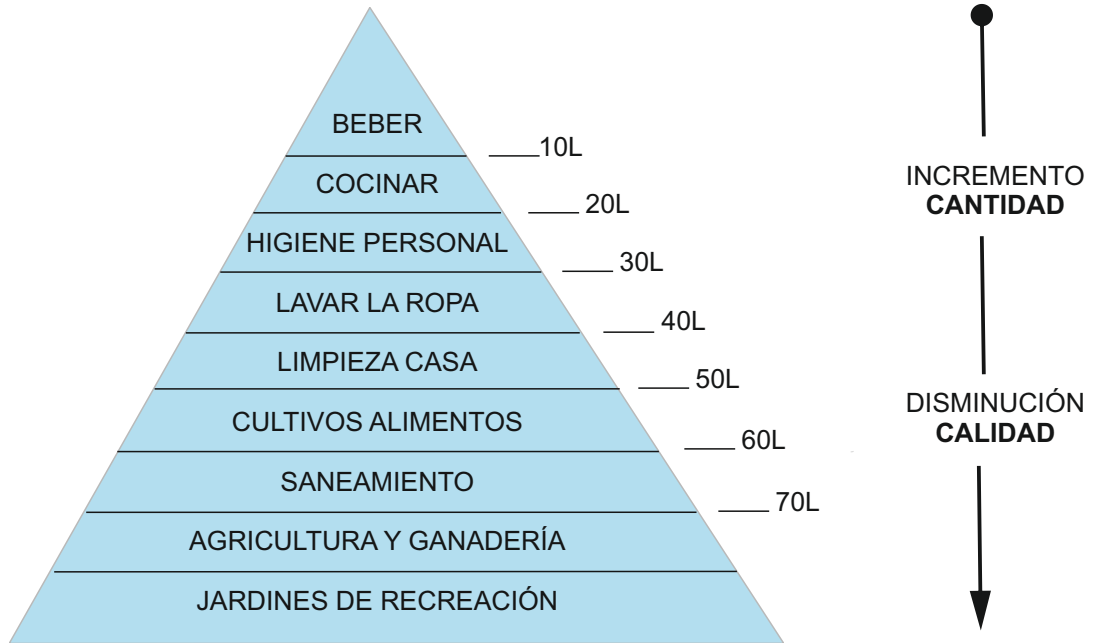 BEBER
10L
COCINAR
20L
HIGIENE PERSONAL
30L
LAVAR LA ROPA
40L
LIMPIEZA CASA
50L
CULTIVOS ALIMENTOS
60L
SANEAMIENTO
70L
AGRICULTURA Y GANADERÍA
JARDINES DE RECREACIÓN
INCREMENTO
CANTIDAD
DISMINUCIÓN
CALIDAD